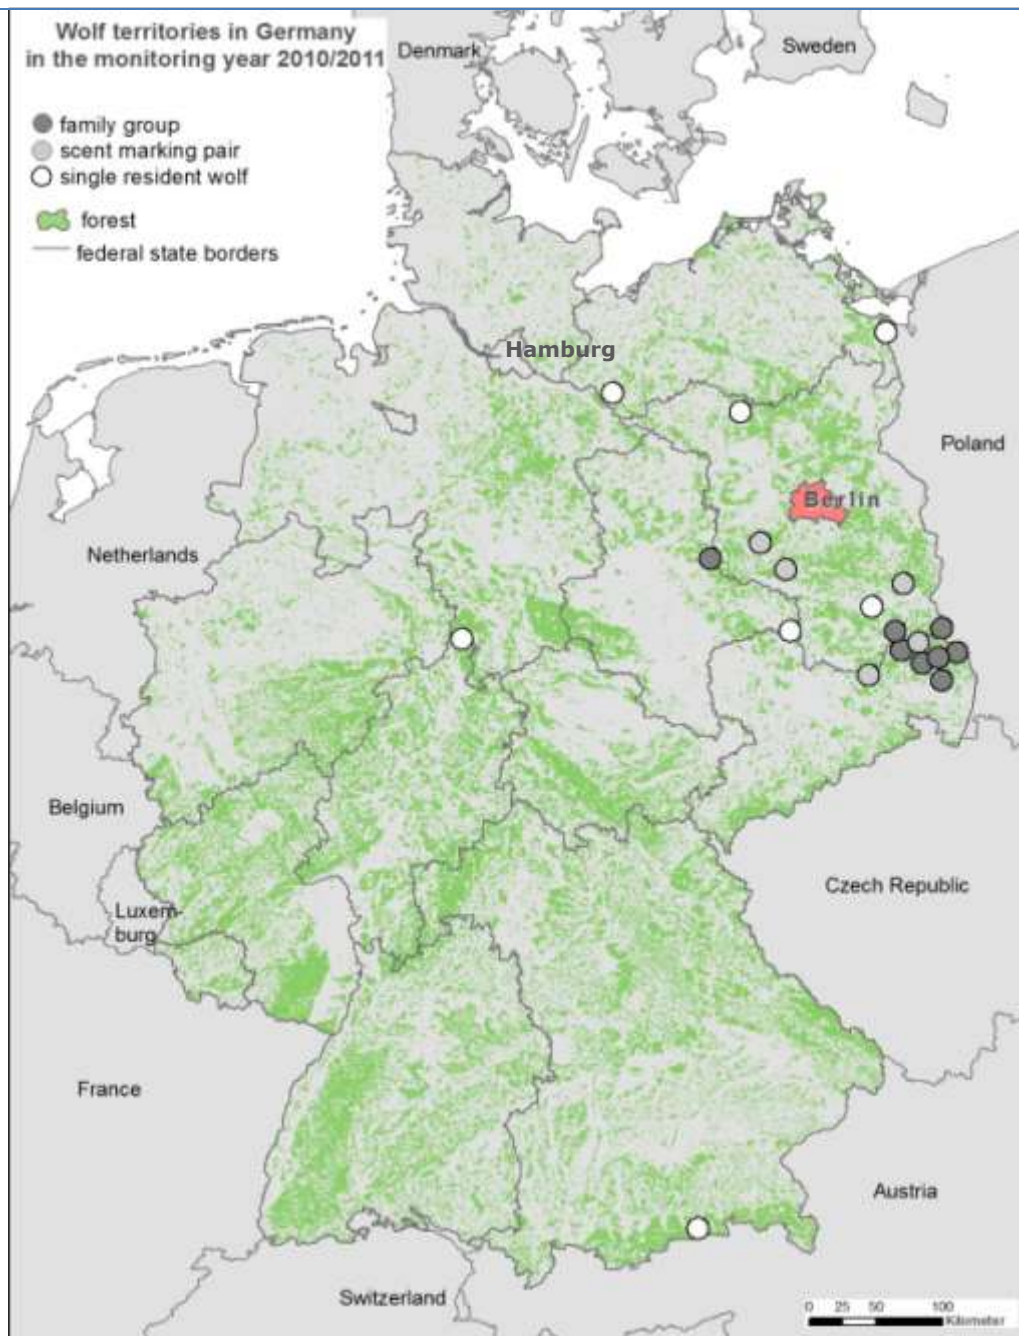 Wolf territories in Germany
in the monitoring year 2010/2011
family group
scent marking pair
single resident wolf
forest
federal state borders
Denmark
Sweden
Hamburg
Poland
Berlin
Netherlands
Belgium
Luxem-
burg
Czech Republic
France
Austria
Switzerland
0 25 50 100
Kilometer